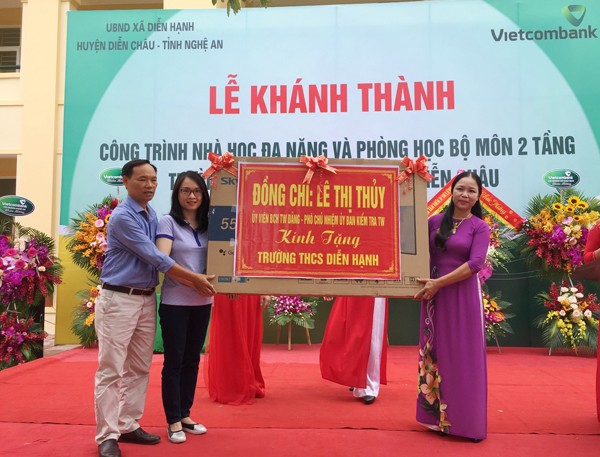 UBND XÃ DIỄN HẠNH
HUYỆN DIỄN CHÂU - TỈNH NGHỆ AN
Vietcombank
LỄ KHÁNH THÀNH
CÔNG TRÌNH NHÀ HỌC ĐA NĂNG VÀ PHÒNG HỌC BỘ MÔN 2 TẦNG
ĐỒNG CHÍ: LÊ THỊ THỦY
ỦY VIÊN BCH TW ĐẢNG - PHÓ CHỦ NHIỆM ỦY BAN KIỂM TRA TW
Kính Tặng
TRƯỜNG THCS DIỄN HẠNH
55
Vietcombank
Vietcombank
Vietcombank